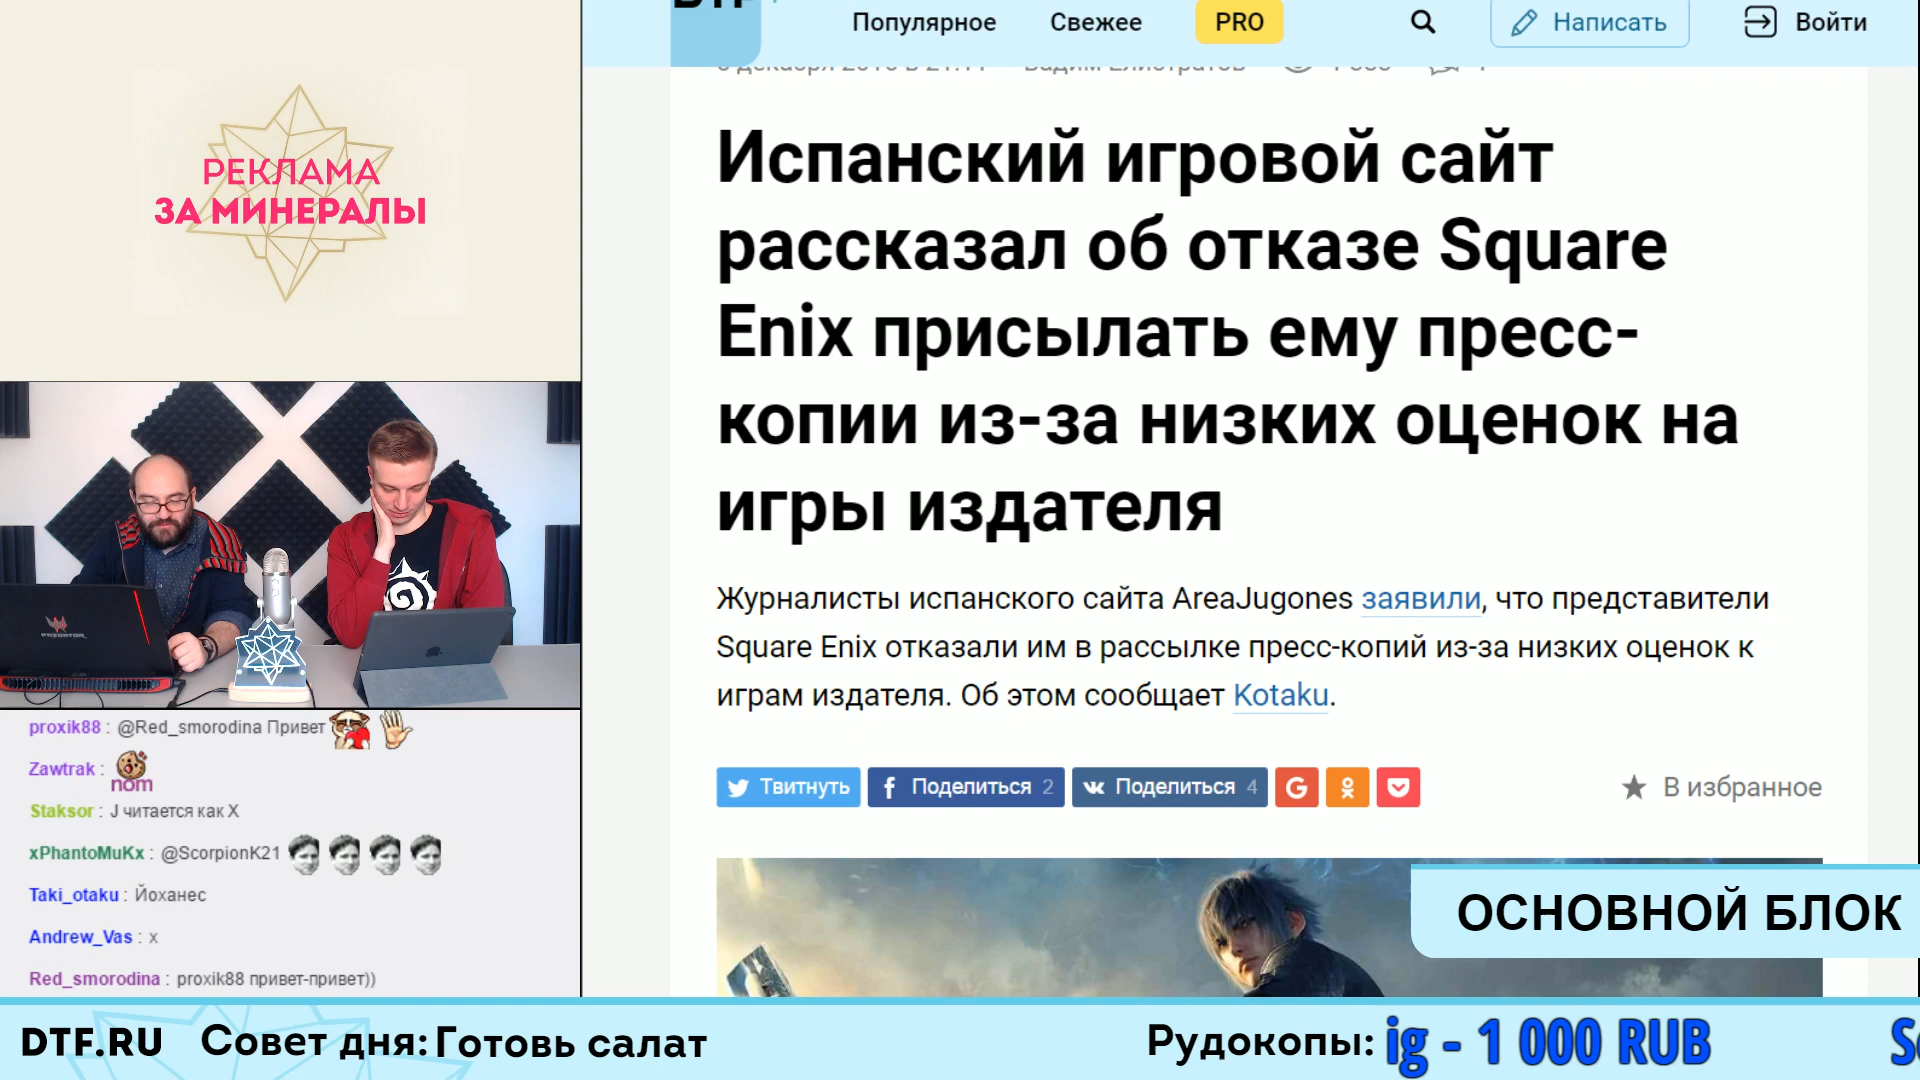 РЕКЛАМА
ЗА МИНЕРАЛЫ
PREDATOR
proxik88 : @Red_smorodina Привет
Zawtrak :
nom
Staksor : J читается как X
xPhantoMuKx : @ScorpionK21
Taki_otaku : Йоханес
Andrew_Vas : x
Red_smorodina : proxik88 привет-привет))
DTF
Популярное Свежее PRO Написать Войти
Испанский игровой сайт
рассказал об отказе Square
Enix присылать ему пресс-
копии из-за низких оценок на
игры издателя
Журналисты испанского сайта AreaJugones заявили, что представители
Square Enix отказали им в рассылке пресс-копий из-за низких оценок к
играм издателя. Об этом сообщает Kotaku.
Твитнуть Поделиться 2 Поделиться 4 В избранное
ОСНОВНОЙ БЛОК
DTF.RU Совет дня: Готовь салат Рудокопы: ig - 1 000 RUB